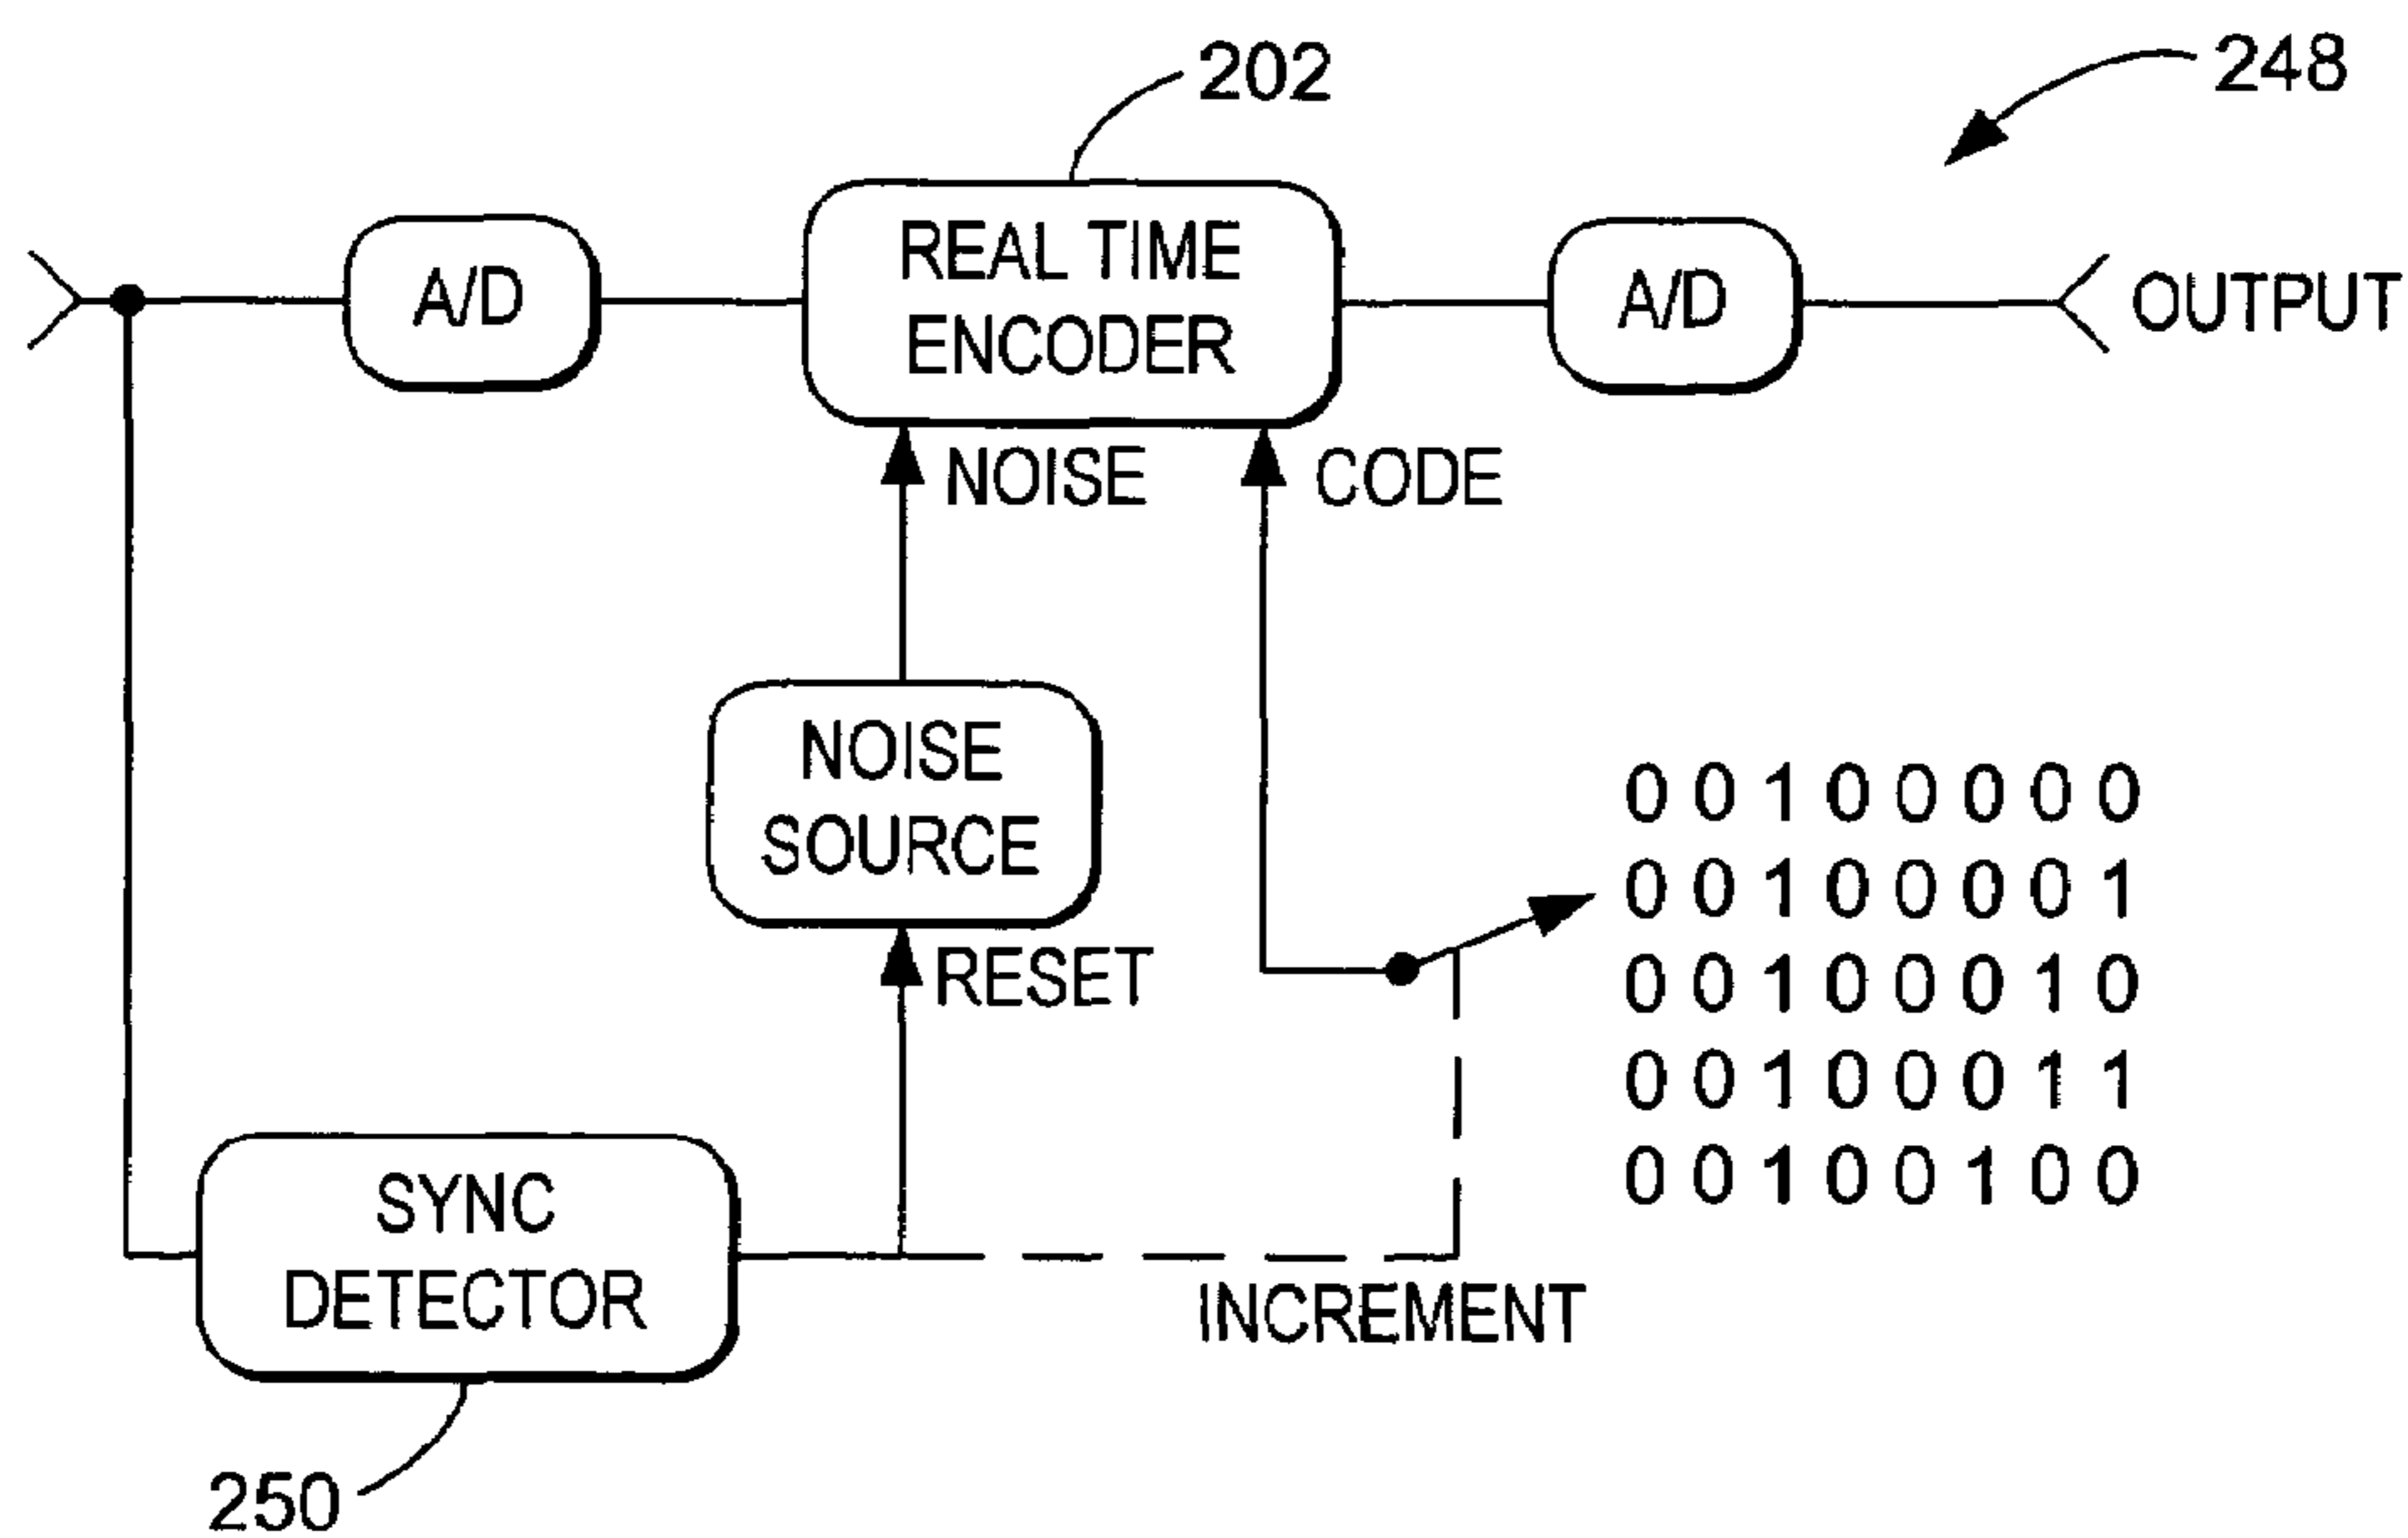 202
248
A/D
REAL TIME
ENCODER
A/D
OUTPUT
NOISE
CODE
NOISE
SOURCE
RESET
0 0 1 0 0 0 0 0
0 0 1 0 0 0 0 1
0 0 1 0 0 0 1 0
0 0 1 0 0 0 1 1
0 0 1 0 0 1 0 0
SYNC
DETECTOR
INCREMENT
250